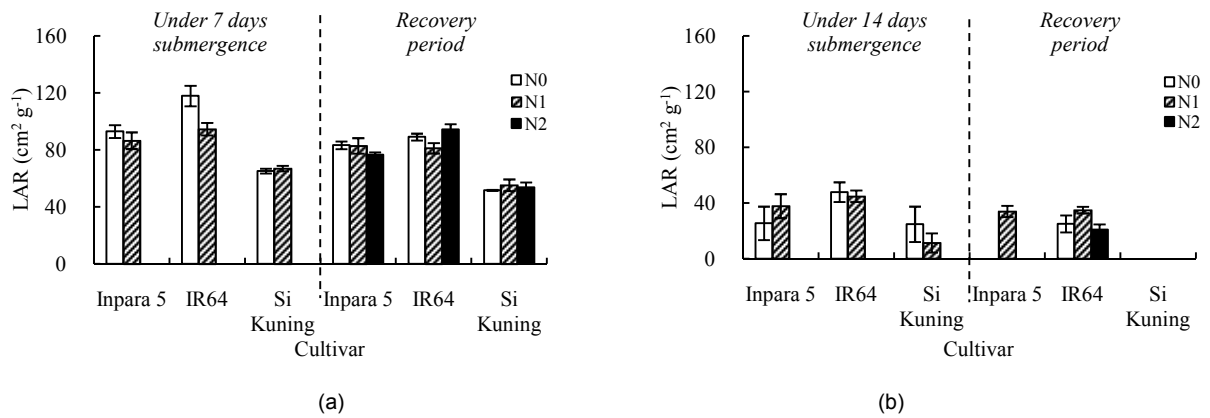 Under 7 days
submergence
Recovery
period
160
120
80
40
0
LAR (cm² g⁻¹)
N0
N1
N2
Inpara 5 IR64 Si
Kuning
Inpara 5 IR64 Si
Kuning
Cultivar
(a)
Under 14 days
submergence
Recovery
period
160
120
80
40
0
LAR (cm² g⁻¹)
N0
N1
N2
Inpara 5 IR64 Si
Kuning
Inpara 5 IR64 Si
Kuning
Cultivar
(b)